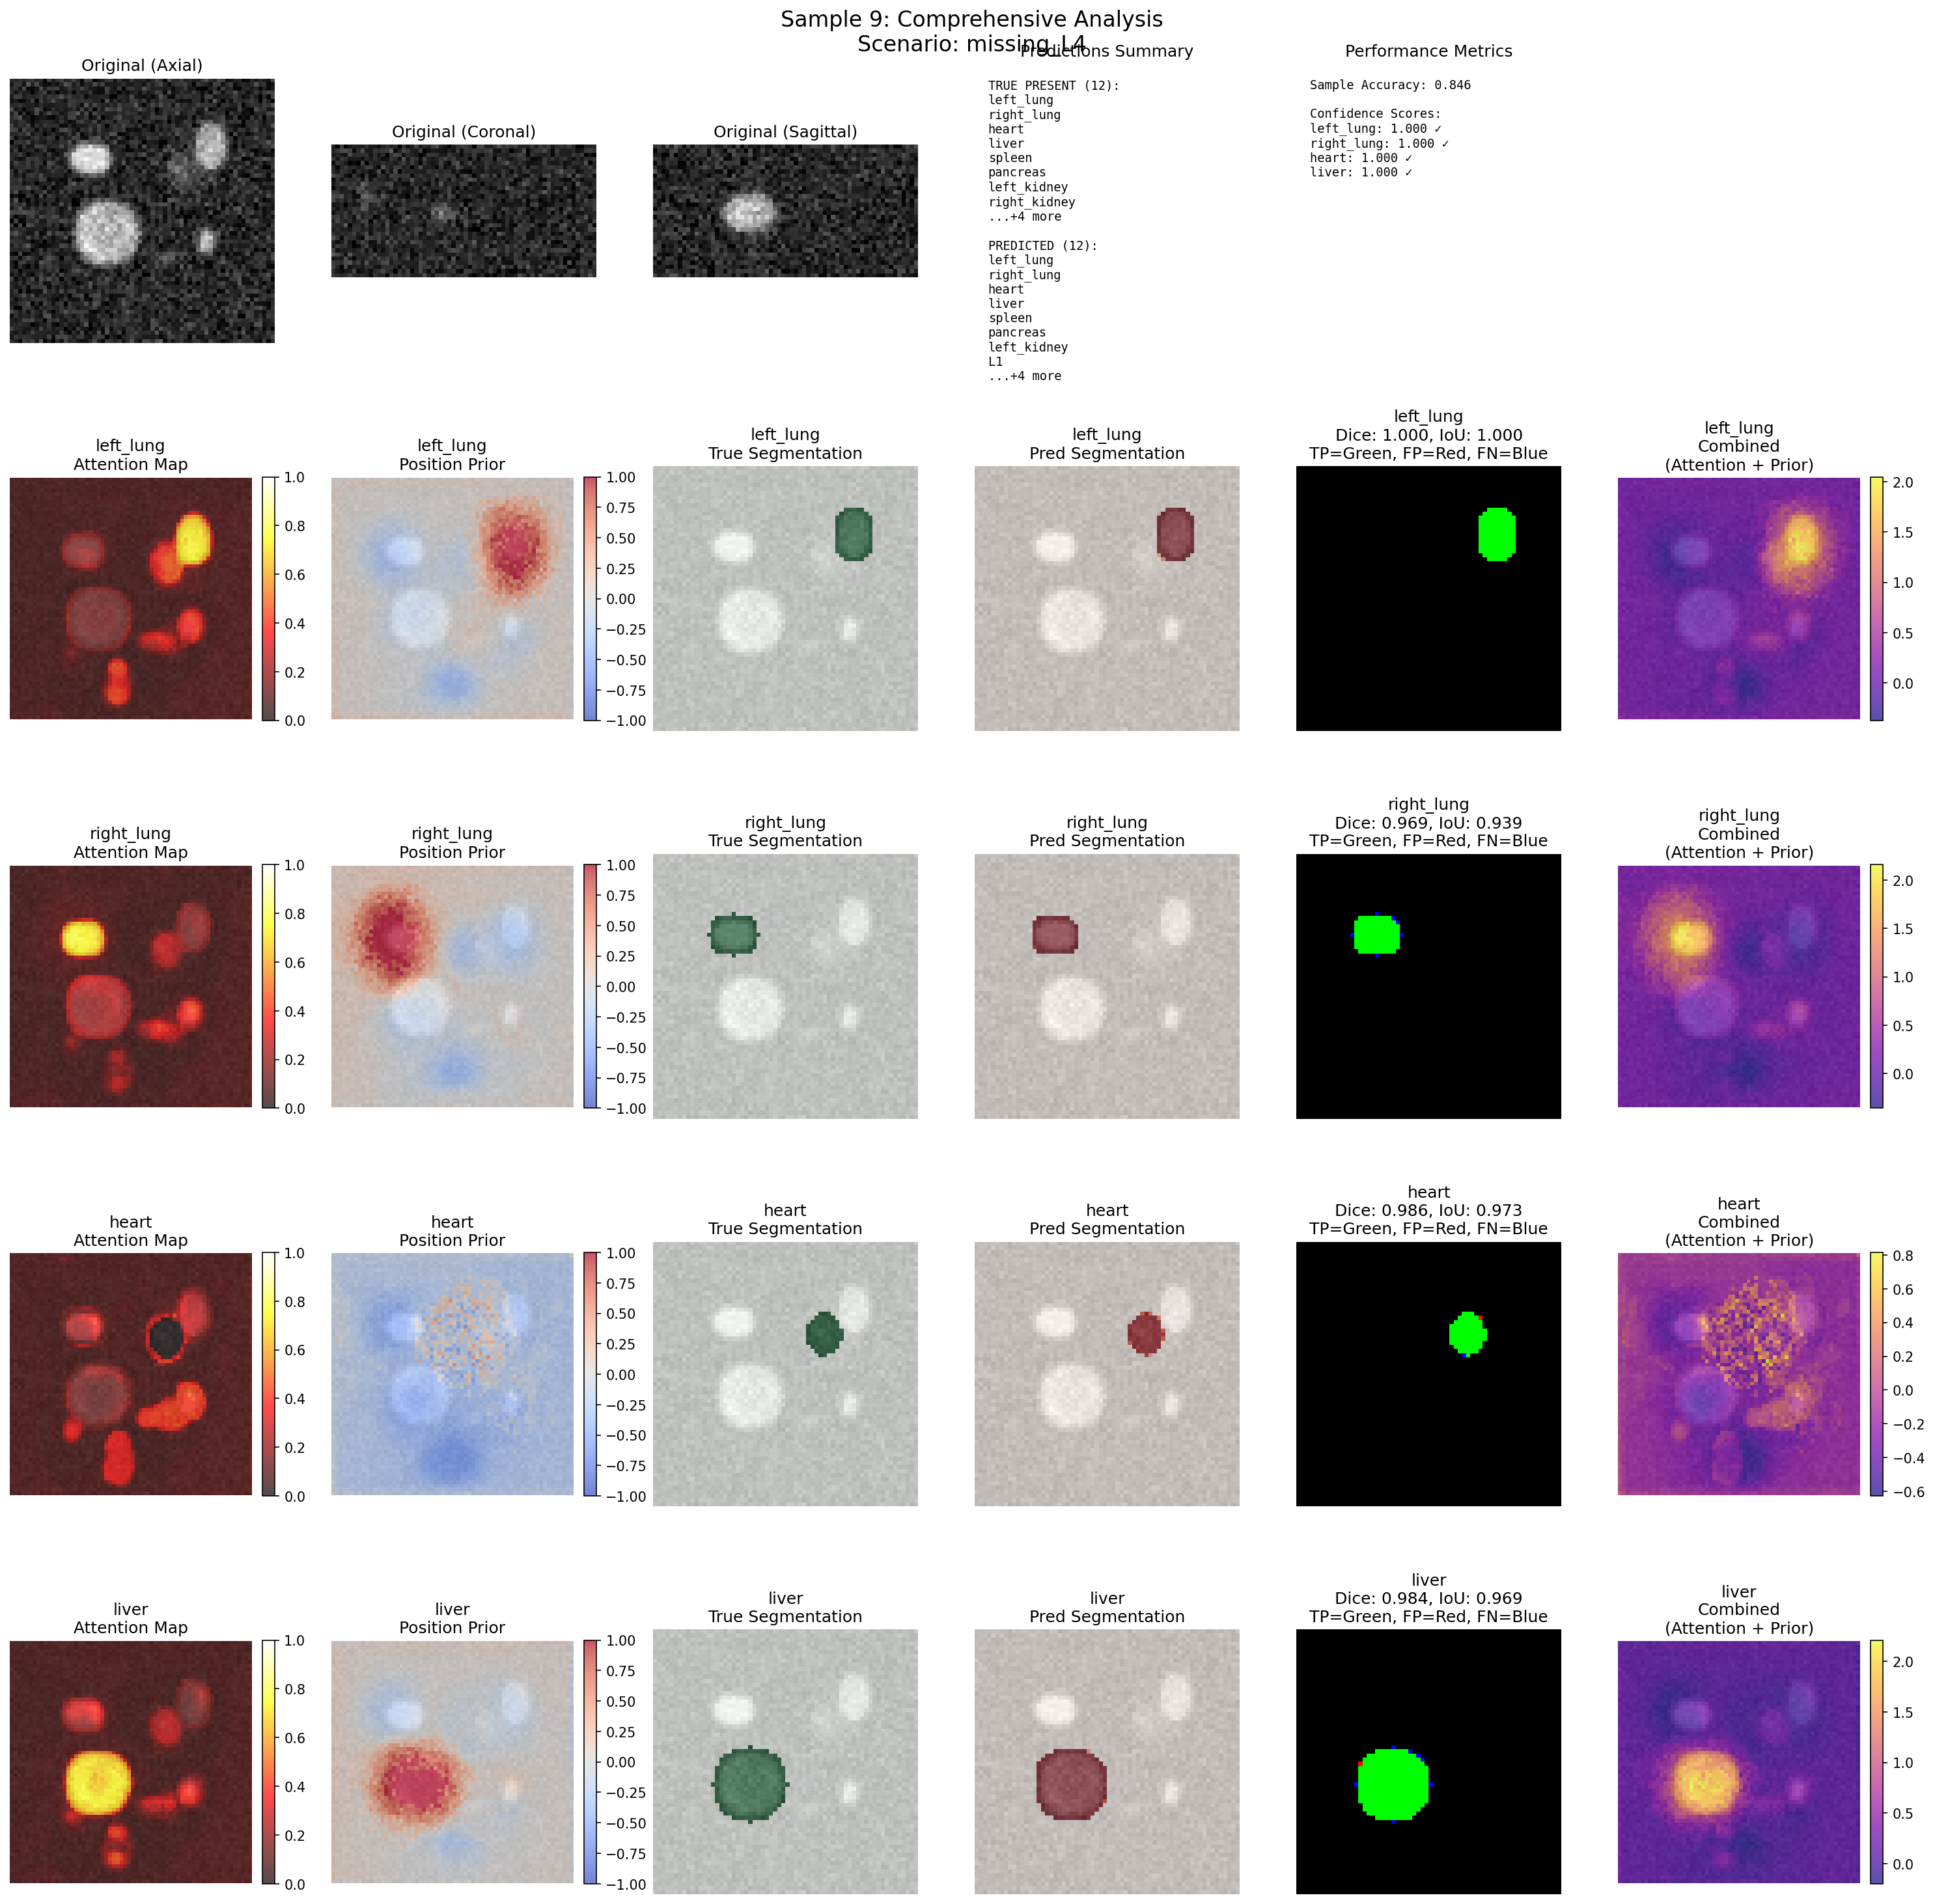 Sample 9: Comprehensive Analysis
Scenario: missing_L4
Original (Axial)
Original (Coronal)
Original (Sagittal)
Predictions Summary
TRUE PRESENT (12):
left_lung
right_lung
heart
liver
spleen
pancreas
left_kidney
right_kidney
...+4 more
PREDICTED (12):
left_lung
right_lung
heart
liver
spleen
pancreas
left_kidney
L1
...+4 more
Performance Metrics
Sample Accuracy: 0.846
Confidence Scores:
left_lung: 1.000 ✓
right_lung: 1.000 ✓
heart: 1.000 ✓
liver: 1.000 ✓
left_lung
Attention Map
1.0
0.8
0.6
0.4
0.2
0.0
left_lung
Position Prior
1.00
0.75
0.50
0.25
0.00
−0.25
−0.50
−0.75
−1.00
left_lung
True Segmentation
left_lung
Pred Segmentation
left_lung
Dice: 1.000, IoU: 1.000
TP=Green, FP=Red, FN=Blue
left_lung
Combined
(Attention + Prior)
2.0
1.5
1.0
0.5
0.0
right_lung
Attention Map
1.0
0.8
0.6
0.4
0.2
0.0
right_lung
Position Prior
1.00
0.75
0.50
0.25
0.00
−0.25
−0.50
−0.75
−1.00
right_lung
True Segmentation
right_lung
Pred Segmentation
right_lung
Dice: 0.969, IoU: 0.939
TP=Green, FP=Red, FN=Blue
right_lung
Combined
(Attention + Prior)
2.0
1.5
1.0
0.5
0.0
heart
Attention Map
1.0
0.8
0.6
0.4
0.2
0.0
heart
Position Prior
1.00
0.75
0.50
0.25
0.00
−0.25
−0.50
−0.75
−1.00
heart
True Segmentation
heart
Pred Segmentation
heart
Dice: 0.986, IoU: 0.973
TP=Green, FP=Red, FN=Blue
heart
Combined
(Attention + Prior)
0.8
0.6
0.4
0.2
0.0
−0.2
−0.4
−0.6
liver
Attention Map
1.0
0.8
0.6
0.4
0.2
0.0
liver
Position Prior
1.00
0.75
0.50
0.25
0.00
−0.25
−0.50
−0.75
−1.00
liver
True Segmentation
liver
Pred Segmentation
liver
Dice: 0.984, IoU: 0.969
TP=Green, FP=Red, FN=Blue
liver
Combined
(Attention + Prior)
2.0
1.5
1.0
0.5
0.0